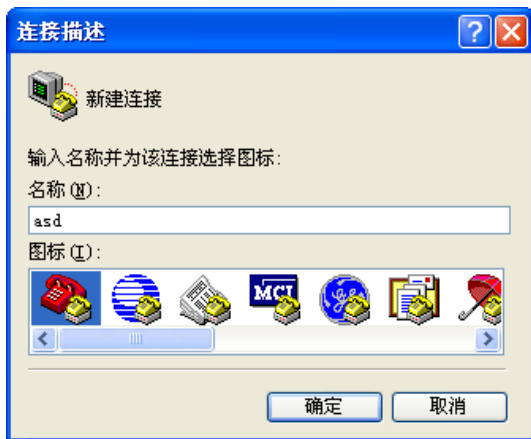 连接描述
新建连接
输入名称并为该连接选择图标:
名称(N):
asd
图标(I):
MCI
确定
取消